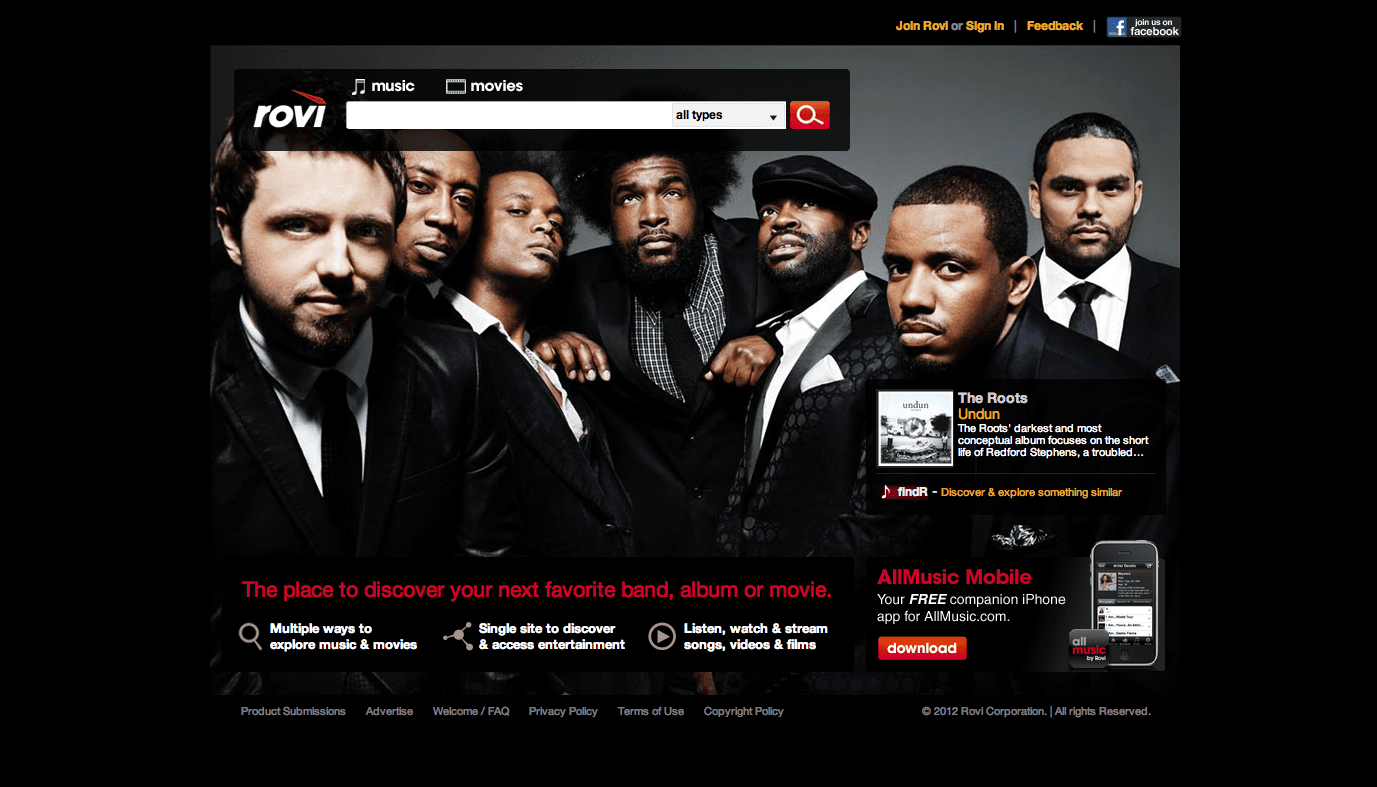 Join Rovi or Sign in | Feedback | join us on
facebook
music movies
rovi
all types
undun
The Roots
Undun
The Roots' darkest and most
conceptual album focuses on the short
life of Redford Stephens, a troubled...
findR - Discover & explore something similar
The place to discover your next favorite band, album or movie.
Multiple ways to
explore music & movies
Single site to discover
& access entertainment
Listen, watch & stream
songs, videos & films
AllMusic Mobile
Your FREE companion iPhone
app for AllMusic.com.
download
Artist Details
all
music
by Rovi
Product Submissions Advertise Welcome / FAQ Privacy Policy Terms of Use Copyright Policy
© 2012 Rovi Corporation. | All rights Reserved.